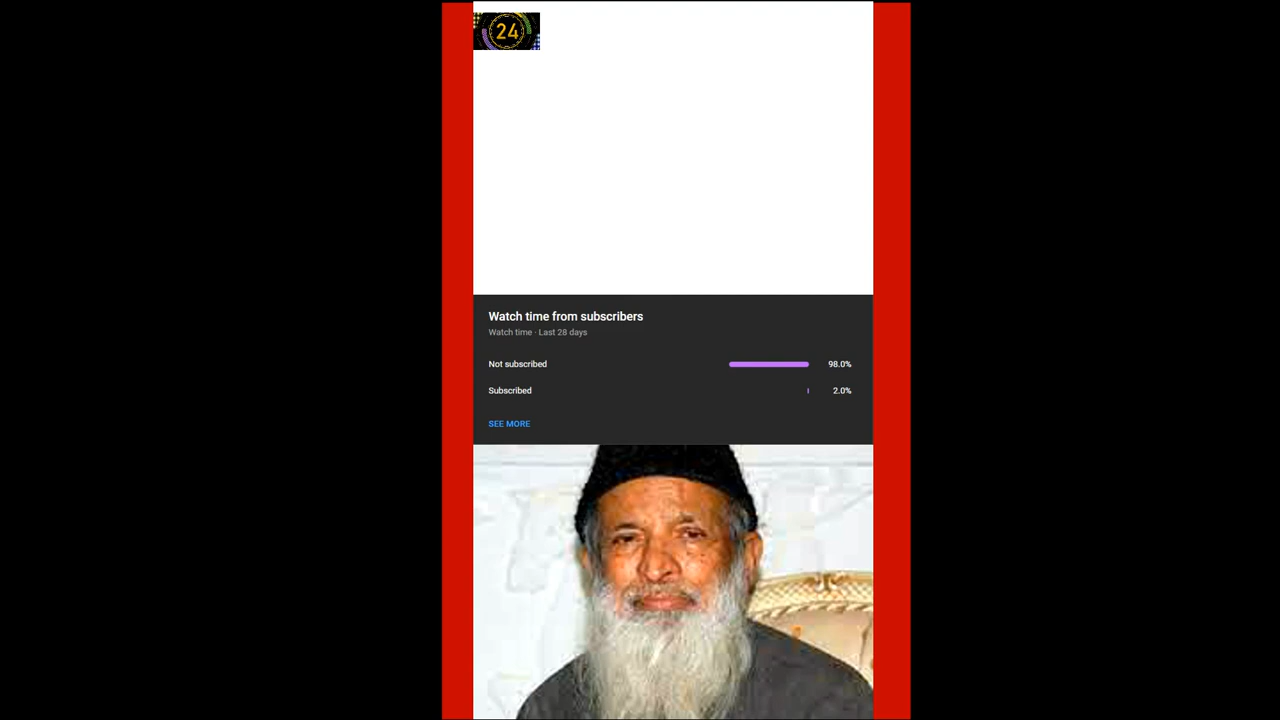 24
Watch time from subscribers
Watch time · Last 28 days
Not subscribed 98.0%
Subscribed 2.0%
SEE MORE